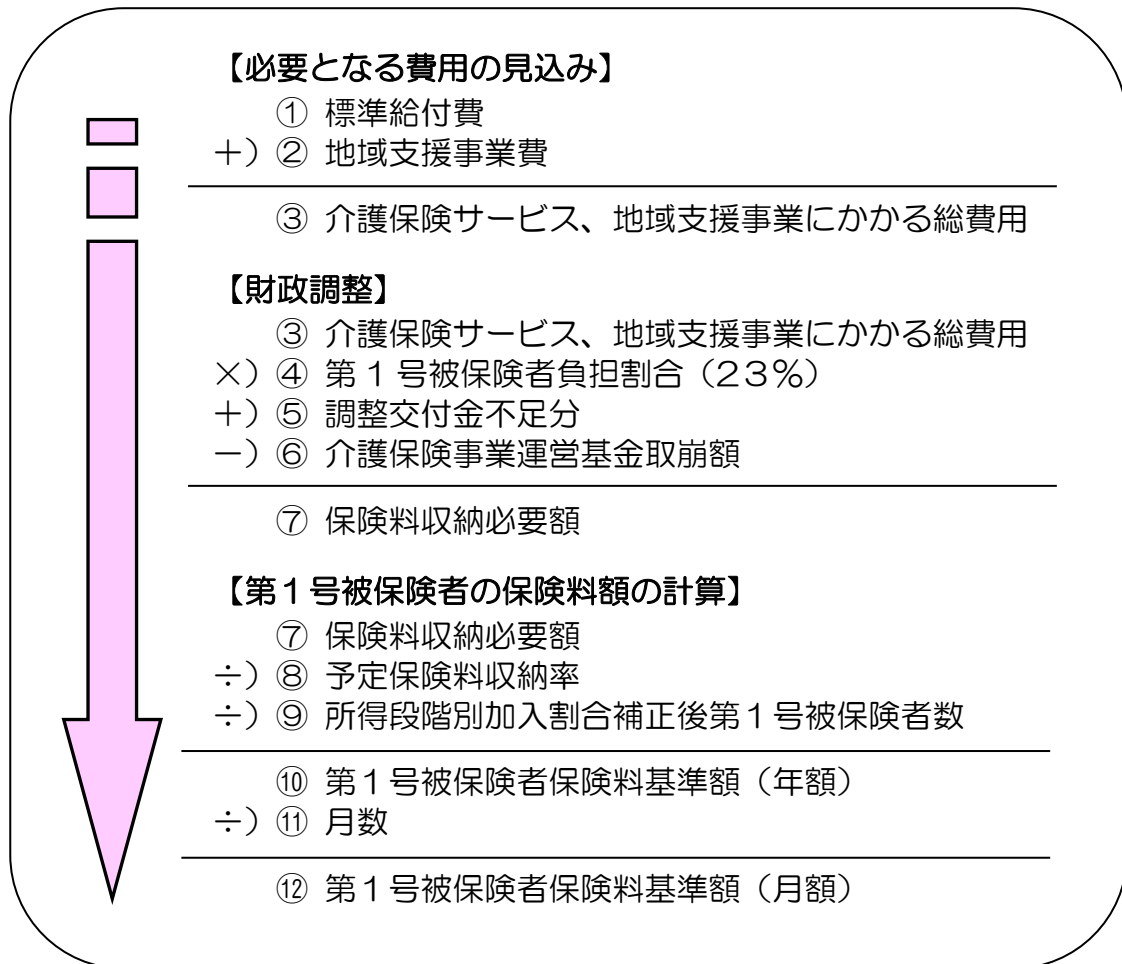 【必要となる費用の見込み】
① 標準給付費
+)② 地域支援事業費
③ 介護保険サービス、地域支援事業にかかる総費用
【財政調整】
③ 介護保険サービス、地域支援事業にかかる総費用
×)④ 第1号被保険者負担割合(23%)
+)⑤ 調整交付金不足分
-)⑥ 介護保険事業運営基金取崩額
⑦ 保険料収納必要額
【第1号被保険者の保険料額の計算】
⑦ 保険料収納必要額
÷)⑧ 予定保険料収納率
÷)⑨ 所得段階別加入割合補正後第1号被保険者数
⑩ 第1号被保険者保険料基準額(年額)
÷)⑪ 月数
⑫ 第1号被保険者保険料基準額(月額)